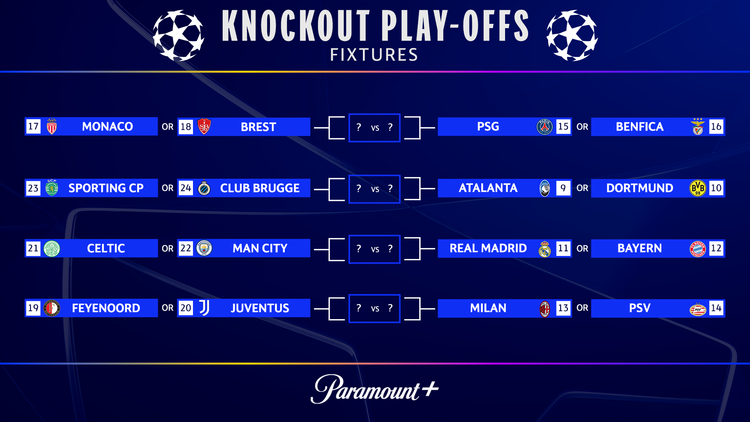 KNOCKOUT PLAY-OFFS
FIXTURES
17 MONACO OR 18 BREST ? vs ? PSG 15 OR BENFICA 16
23 SPORTING CP OR 24 CLUB BRUGGE ? vs ? ATALANTA 9 OR DORTMUND 10
21 CELTIC OR 22 MAN CITY ? vs ? REAL MADRID 11 OR BAYERN 12
19 FEYENOORD OR 20 JUVENTUS ? vs ? MILAN 13 OR PSV 14
Paramount+